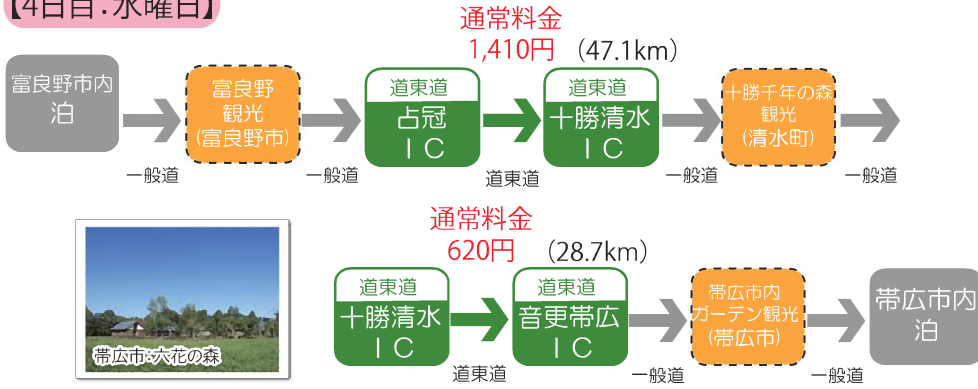 【4日目:水曜日】
通常料金
1,410円 (47.1km)
富良野市内
泊
一般道
富良野
観光
(富良野市)
一般道
道東道
占冠
IC
道東道
道東道
十勝清水
IC
一般道
十勝千年の森
観光
(清水町)
一般道
通常料金
620円 (28.7km)
帯広市:六花の森
道東道
十勝清水
IC
道東道
道東道
音更帯広
IC
一般道
帯広市内
ガーデン観光
(帯広市)
一般道
帯広市内
泊